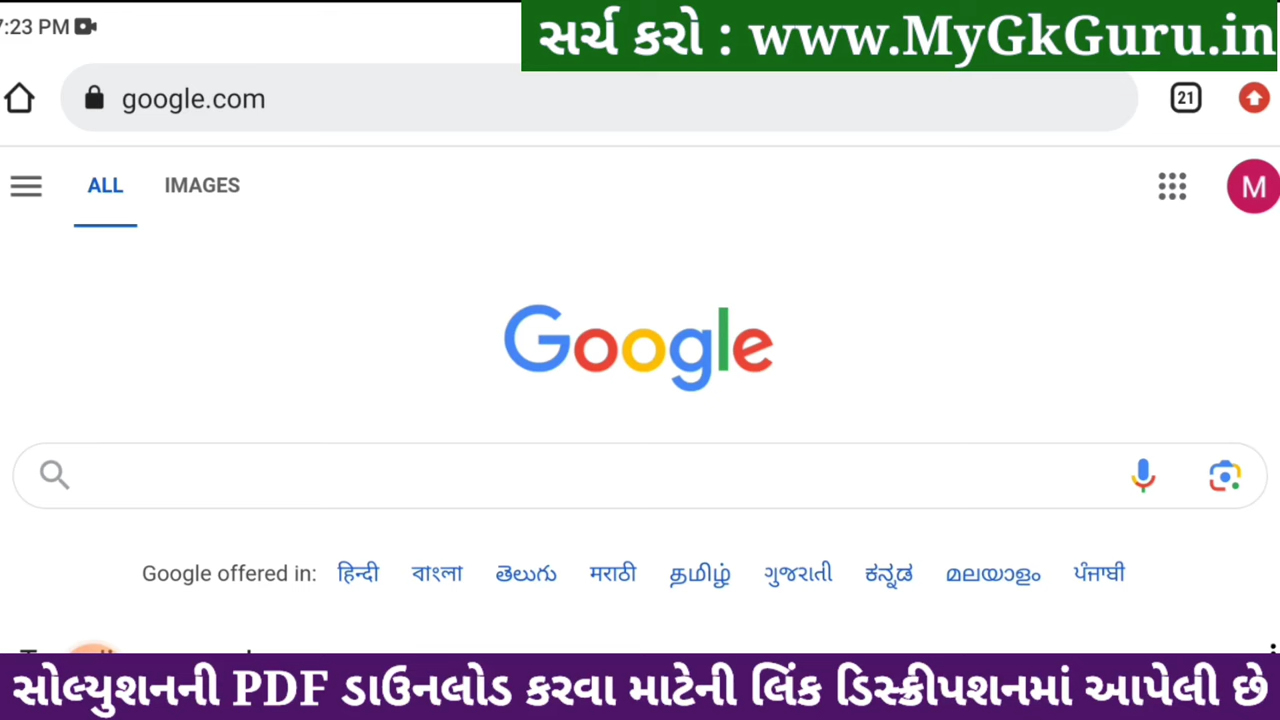 7:23 PM
સર્ચ કરો : www.MyGkGuru.in
google.com
21
ALL IMAGES
M
Google
Google offered in: हिन्दी বাংলা తెలుగు मराठी தமிழ் ગુજરાતી ಕನ್ನಡ മലയാളം ਪੰਜਾਬੀ
સોલ્યુશનની PDF ડાઉનલોડ કરવા માટેની લિંક ડિસ્ક્રીપશનમાં આપેલી છે